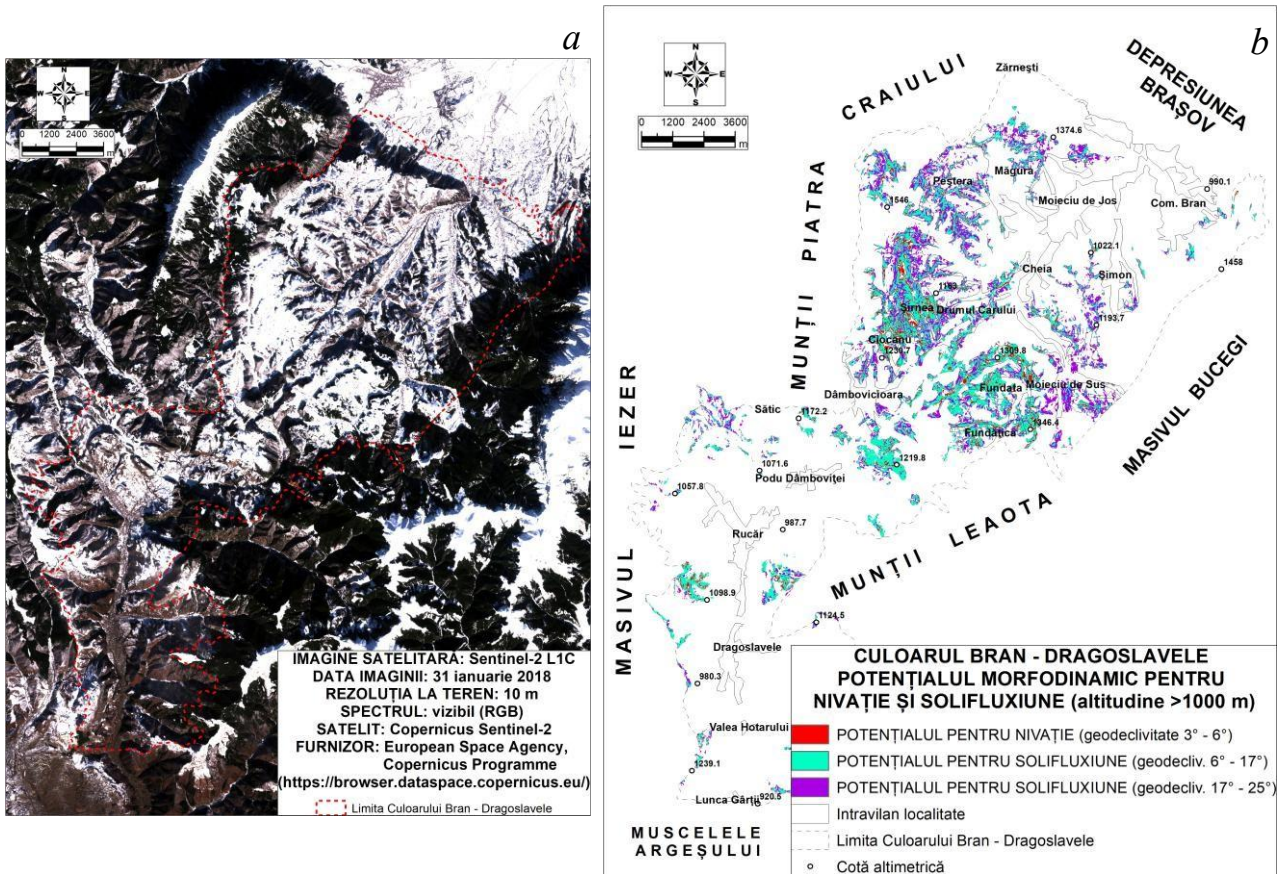 a
N
W E
S
0 1200 2400 3600
m
IMAGINE SATELITARĂ: Sentinel-2 L1C
DATA IMAGINII: 31 ianuarie 2018
REZOLUȚIA LA TEREN: 10 m
SPECTRUL: vizibil (RGB)
SATELIT: Copernicus Sentinel-2
FURNIZOR: European Space Agency,
Copernicus Programme
(https://browser.dataspace.copernicus.eu/)
Limita Culoarului Bran - Dragoslavele
b
N
W E
S
0 1200 2400 3600
m
MUNȚII PIATRA CRAIULUI
DEPRESIUNEA
BRAȘOV
Zărnești
1374.6
Măgura
Peștera
990.1
1546
Moieciu de Jos
Com. Bran
1022.1
1458
Cheia
Șimon
Șirnea
Drumul Carului
1193.7
Ciocanu
1239.7
1309.8
Fundata
Moieciu de Sus
Dâmbovicioara
MASIVUL BUCEGI
Sătic
1172.2
Fundățica
1346.4
1219.8
1071.6
Podu Dâmboviței
1057.8
987.7
Rucăr
MUNȚII LEAOTA
MASIVUL IEZER
1098.9
1124.5
Dragoslavele
980.3
Valea Hotarului
1239.1
Lunca Gârții
920.5
MUSCELELE
ARGEȘULUI
CULOARUL BRAN - DRAGOSLAVELE
POTENȚIALUL MORFODINAMIC PENTRU
NIVAȚIE ȘI SOLIFLUXIUNE (altitudine >1000 m)
POTENȚIALUL PENTRU NIVAȚIE (geodeclivitate 3° - 6°)
POTENȚIALUL PENTRU SOLIFLUXIUNE (geodecliv. 6° - 17°)
POTENȚIALUL PENTRU SOLIFLUXIUNE (geodecliv. 17° - 25°)
Intravilan localitate
Limita Culoarului Bran - Dragoslavele
Cotă altimetrică